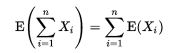 E(∑_{i=1}^{n} X_i) = ∑_{i=1}^{n} E(X_i)